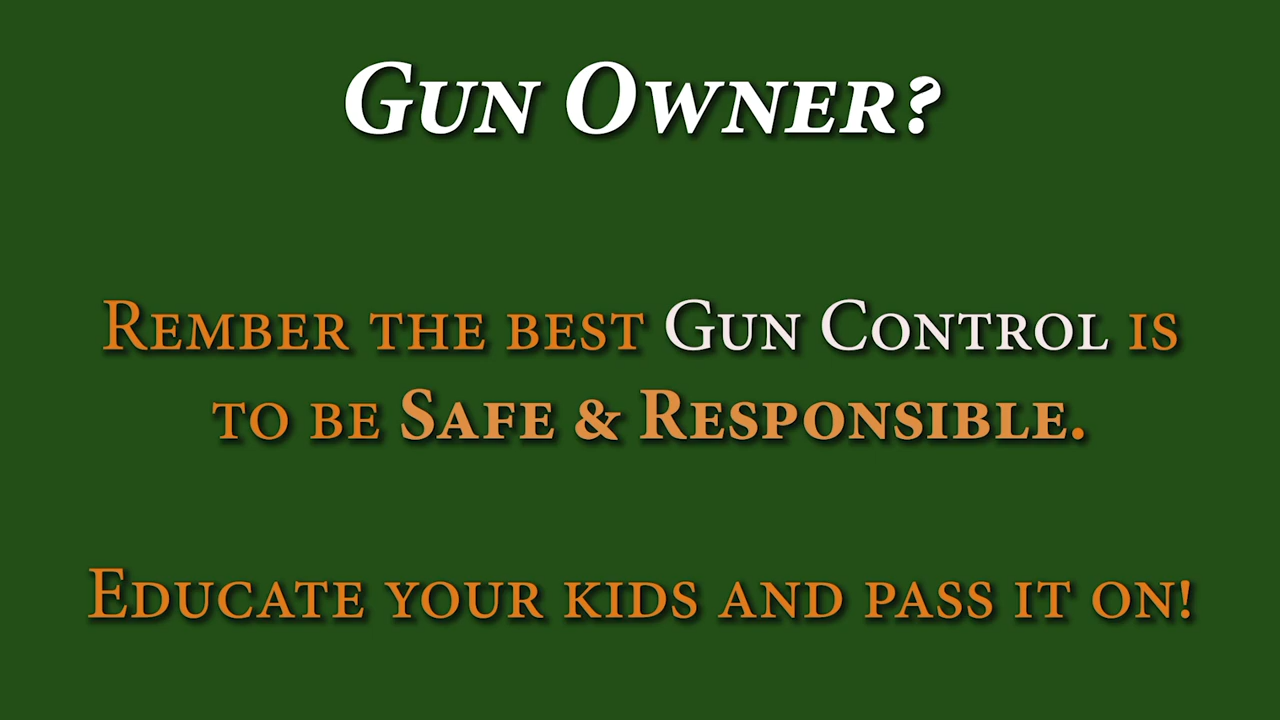 Gun Owner?
Rember the best Gun Control is
to be Safe & Responsible.
Educate your kids and pass it on!